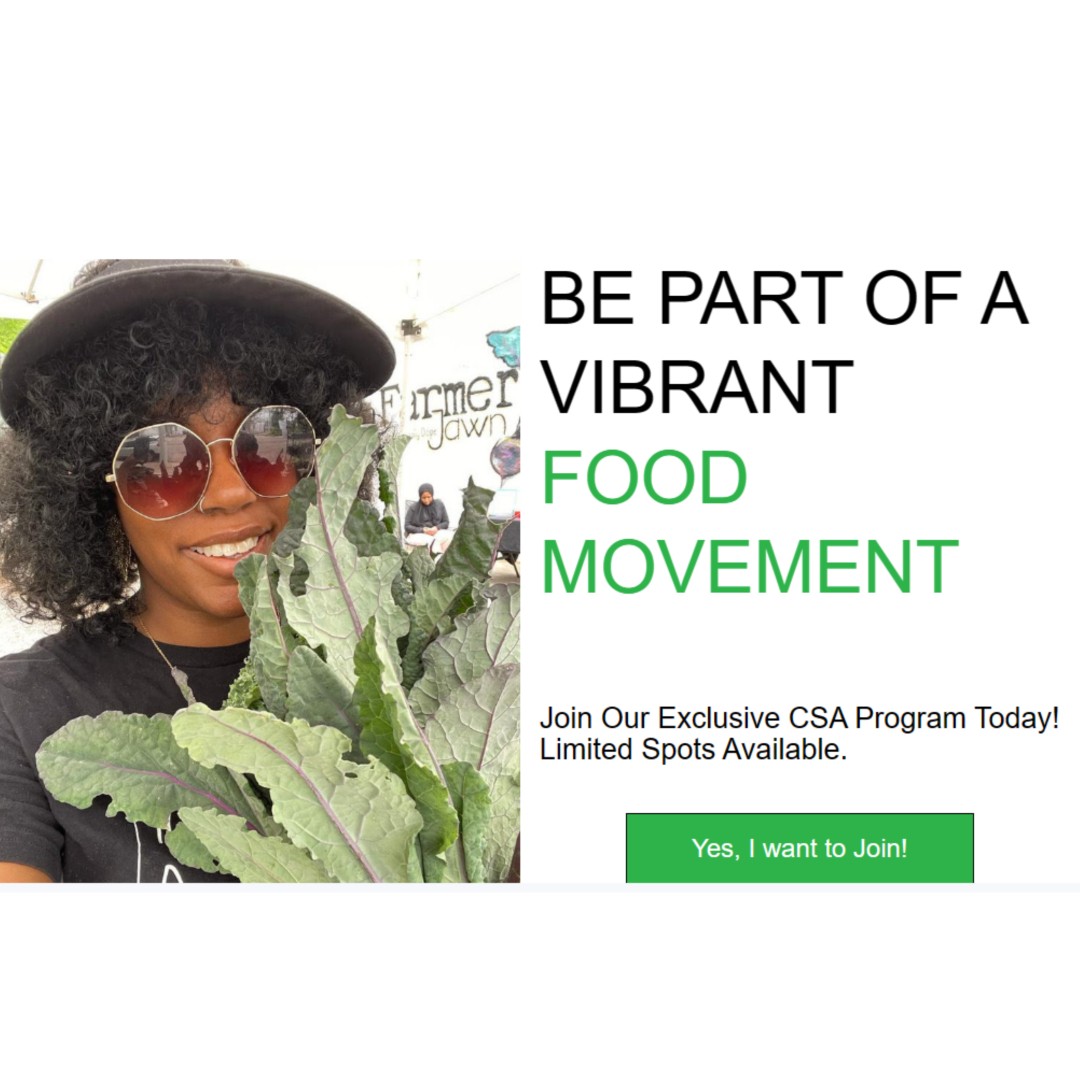 Farmer
Jawn
BE PART OF A
VIBRANT
FOOD
MOVEMENT
Join Our Exclusive CSA Program Today!
Limited Spots Available.
Yes, I want to Join!